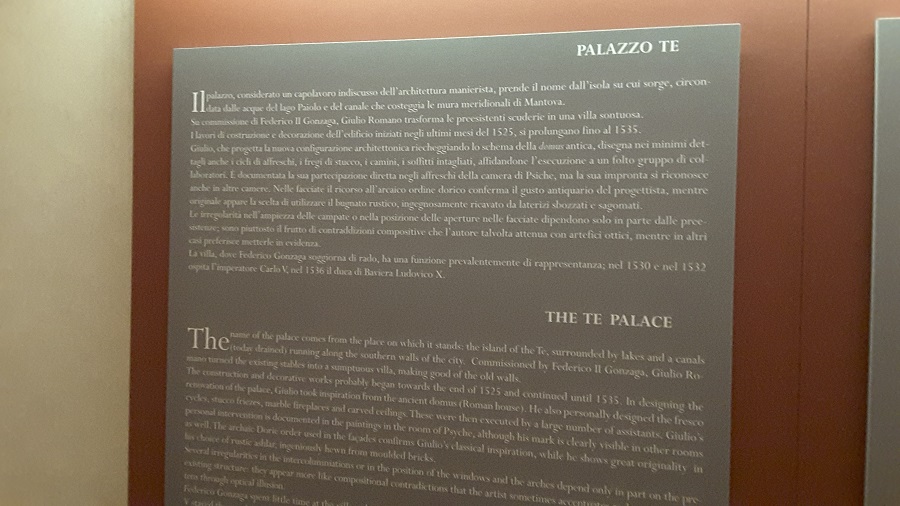 PALAZZO TE
Il palazzo, considerato un capolavoro indiscusso dell'architettura manierista, prende il nome dall'isola su cui sorge, circon-
data dalle acque del lago Paiolo e del canale che costeggia le mura meridionali di Mantova.
Su commissione di Federico II Gonzaga, Giulio Romano trasforma le preesistenti scuderie in una villa sontuosa.
I lavori di costruzione e decorazione dell'edificio iniziati negli ultimi mesi del 1525, si prolungano fino al 1535.
Giulio, che progetta la nuova configurazione architettonica riecheggiando lo schema della domus antica, disegna nei minimi det-
tagli anche i cicli di affreschi, i fregi di stucco, i camini, i soffitti intagliati, affidandone l'esecuzione a un folto gruppo di col-
laboratori. È documentata la sua partecipazione diretta negli affreschi della camera di Psiche, ma la sua impronta si riconosce
anche in altre camere. Nelle facciate il ricorso all'arcaico ordine dorico conferma il gusto antiquario del progettista, mentre
originale appare la scelta di utilizzare il bugnato rustico, ingegnosamente ricavato da laterizi sbozzati e sagomati.
Le irregolarità nell'ampiezza delle campate o nella posizione delle aperture nelle facciate dipendono solo in parte dalle pree-
sistenze; sono piuttosto il frutto di contraddizioni compositive che l'autore talvolta attenua con artefici ottici, mentre in altri
casi preferisce metterle in evidenza.
La villa, dove Federico Gonzaga soggiorna di rado, ha una funzione prevalentemente di rappresentanza; nel 1530 e nel 1532
ospita l'imperatore Carlo V, nel 1536 il duca di Baviera Ludovico X.
THE TE PALACE
The name of the palace comes from the place on which it stands: the island of the Te, surrounded by lakes and a canals
(today drained) running along the southern walls of the city. Commissioned by Federico II Gonzaga, Giulio Ro-
mano turned the existing stables into a sumptuous villa, making good of the old walls.
The construction and decorative works probably began towards the end of 1525 and continued until 1535. In designing the
renovation of the palace, Giulio took inspiration from the ancient domus (Roman house). He also personally designed the fresco
cycles, stucco friezes, marble fireplaces and carved ceilings. These were then executed by a large number of assistants. Giulio's
personal intervention is documented in the paintings in the room of Psyche, although his mark is clearly visible in other rooms
as well. The archaic Doric order used in the façades confirms Giulio's classical inspiration, while he shows great originality in
his choice of rustic ashlar, ingeniously hewn from moulded bricks.
Several irregularities in the intercolumniations or in the position of the windows and the arches depend only in part on the pre-
existing structure: they appear more like compositional contradictions that the artist sometimes
tens through optical illusion.
Federico Gonzaga spent little time at the